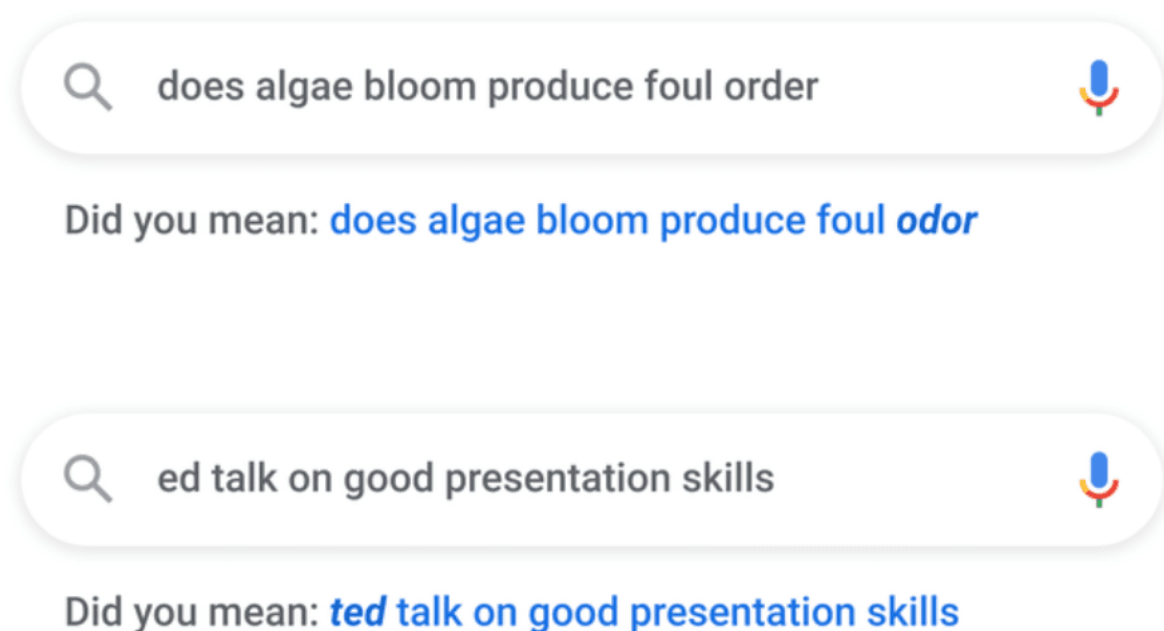 does algae bloom produce foul order
Did you mean: does algae bloom produce foul odor
ed talk on good presentation skills
Did you mean: ted talk on good presentation skills